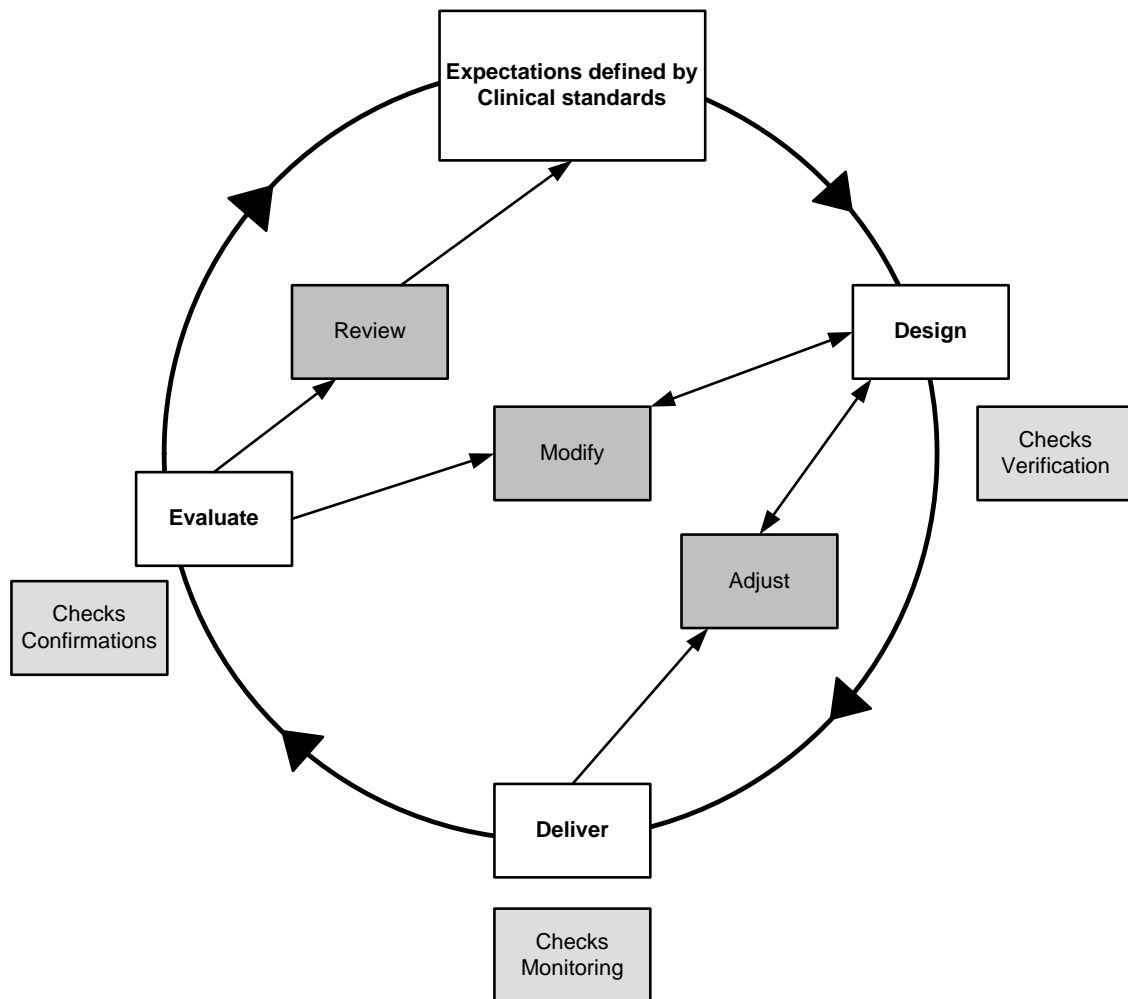 Expectations defined by
Clinical standards
Review
Design
Modify
Checks
Verification
Evaluate
Adjust
Checks
Confirmations
Deliver
Checks
Monitoring